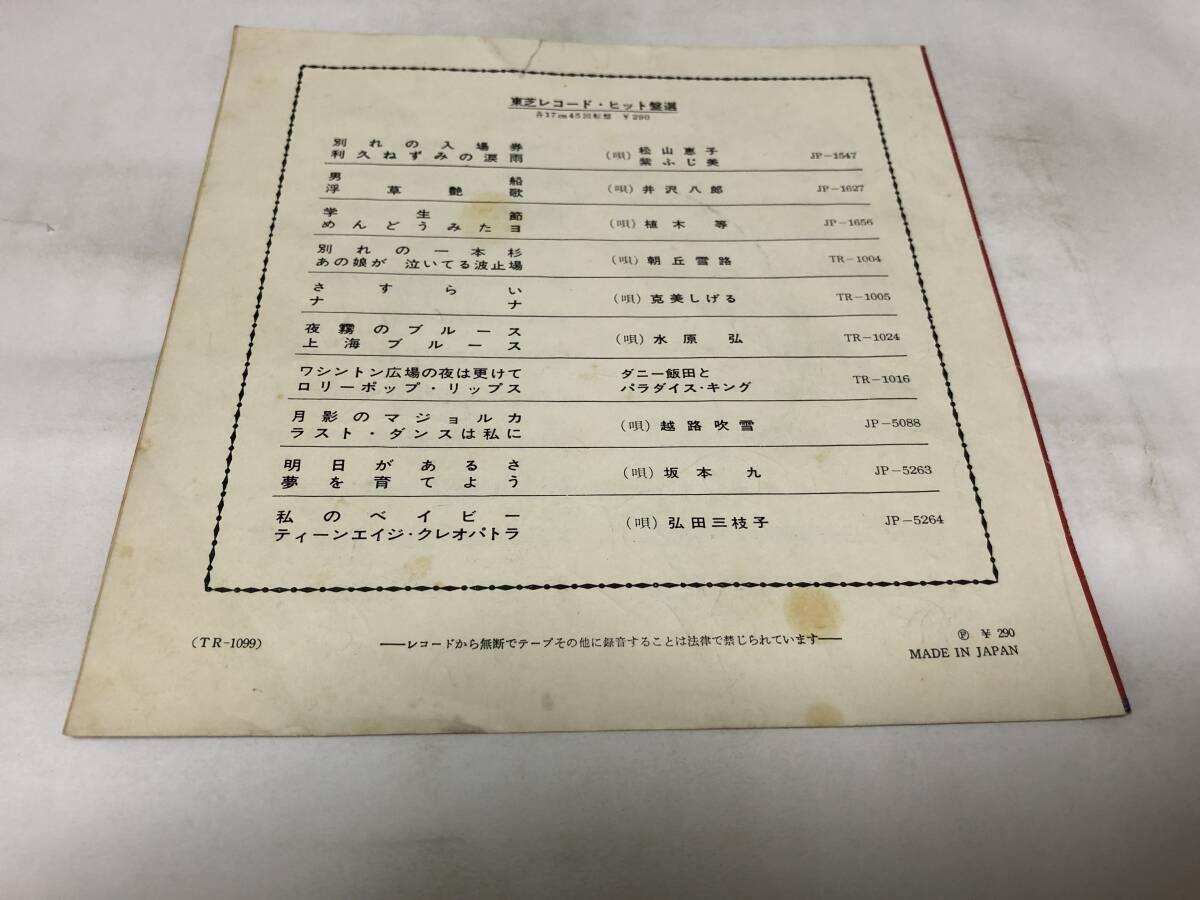 東芝レコード・ヒット盤選
各17cm45回転盤 ¥290
別れの入場券
利久ねずみの涙雨
(唄) 松山恵子
紫ふじ美
JP-1547
男船
浮草艶歌
(唄) 井沢八郎
JP-1627
学生節
めんどうみたヨ
(唄) 植木等
JP-1656
別れの一本杉
あの娘が 泣いてる波止場
(唄) 朝丘雪路
TR-1004
さすらい
ナナ
(唄) 克美しげる
TR-1005
夜霧のブルース
上海ブルース
(唄) 水原弘
TR-1024
ワシントン広場の夜は更けて
ロリーポップ・リップス
ダニー飯田と
パラダイス・キング
TR-1016
月影のマジョルカ
ラスト・ダンスは私に
(唄) 越路吹雪
JP-5088
明日があるさ
夢を育てよう
(唄) 坂本九
JP-5263
私のベイビー
ティーンエイジ・クレオパトラ
(唄) 弘田三枝子
JP-5264
(TR-1099)
—レコードから無断でテープその他に録音することは法律で禁じられています—
Ⓟ ¥ 290
MADE IN JAPAN